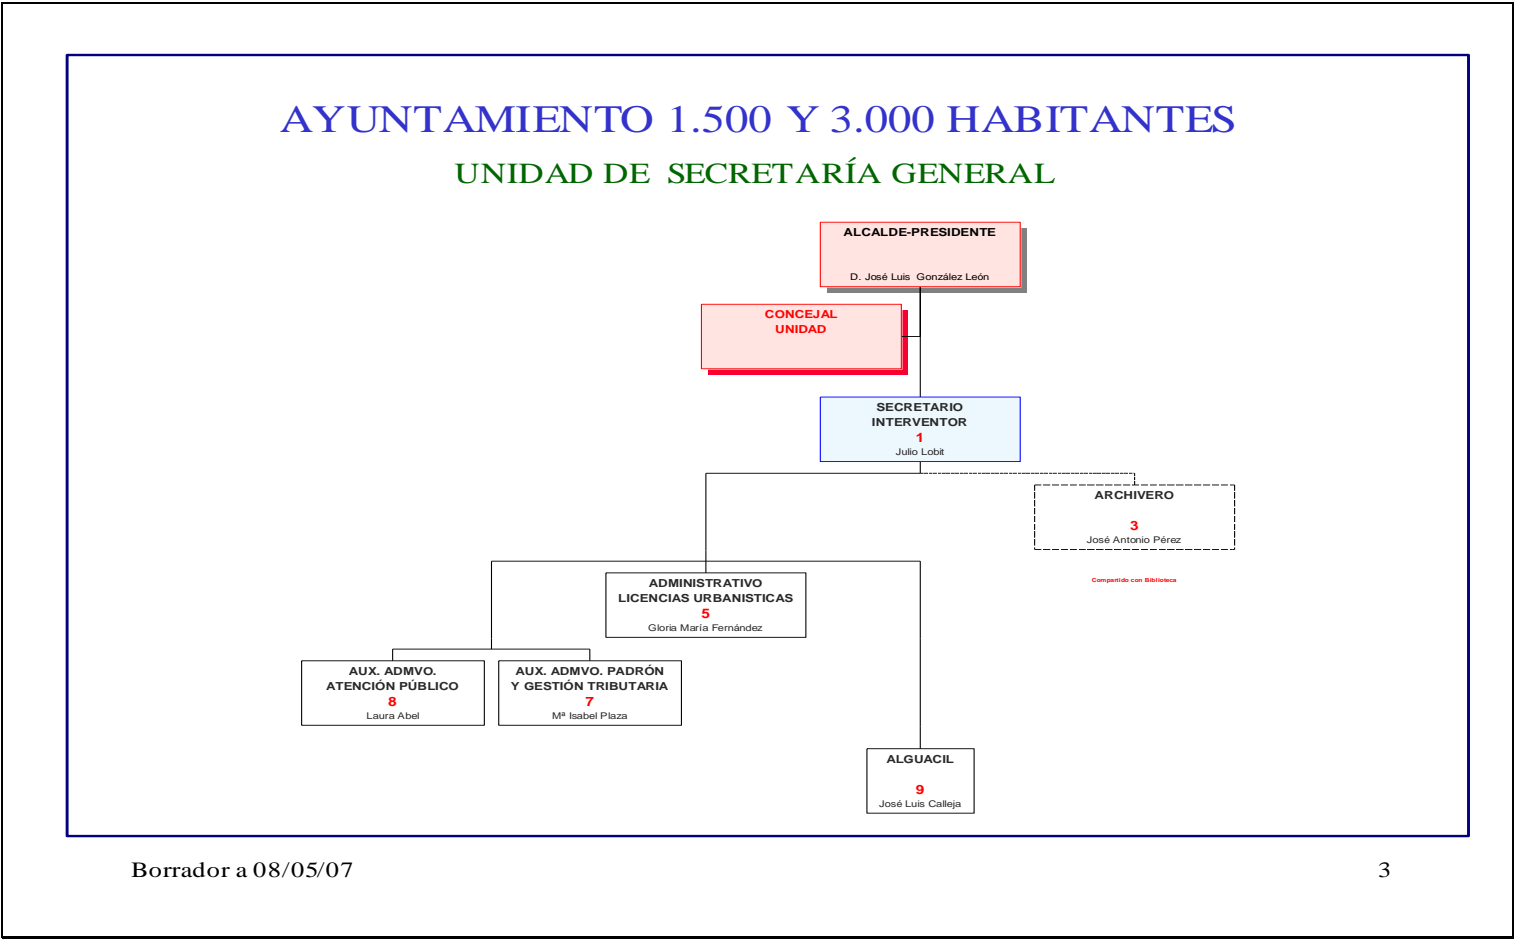 AYUNTAMIENTO 1.500 Y 3.000 HABITANTES
UNIDAD DE SECRETARÍA GENERAL
ALCALDE-PRESIDENTE
D. José Luis González León
CONCEJAL
UNIDAD
SECRETARIO
INTERVENTOR
1
Julio Lobit
ARCHIVERO
3
José Antonio Pérez
Compartido con Biblioteca
ADMINISTRATIVO
LICENCIAS URBANISTICAS
5
Gloria María Fernández
AUX. ADMVO.
ATENCIÓN PÚBLICO
8
Laura Abel
AUX. ADMVO. PADRÓN
Y GESTIÓN TRIBUTARIA
7
Mª Isabel Plaza
ALGUACIL
9
José Luis Calleja
Borrador a 08/05/07
3